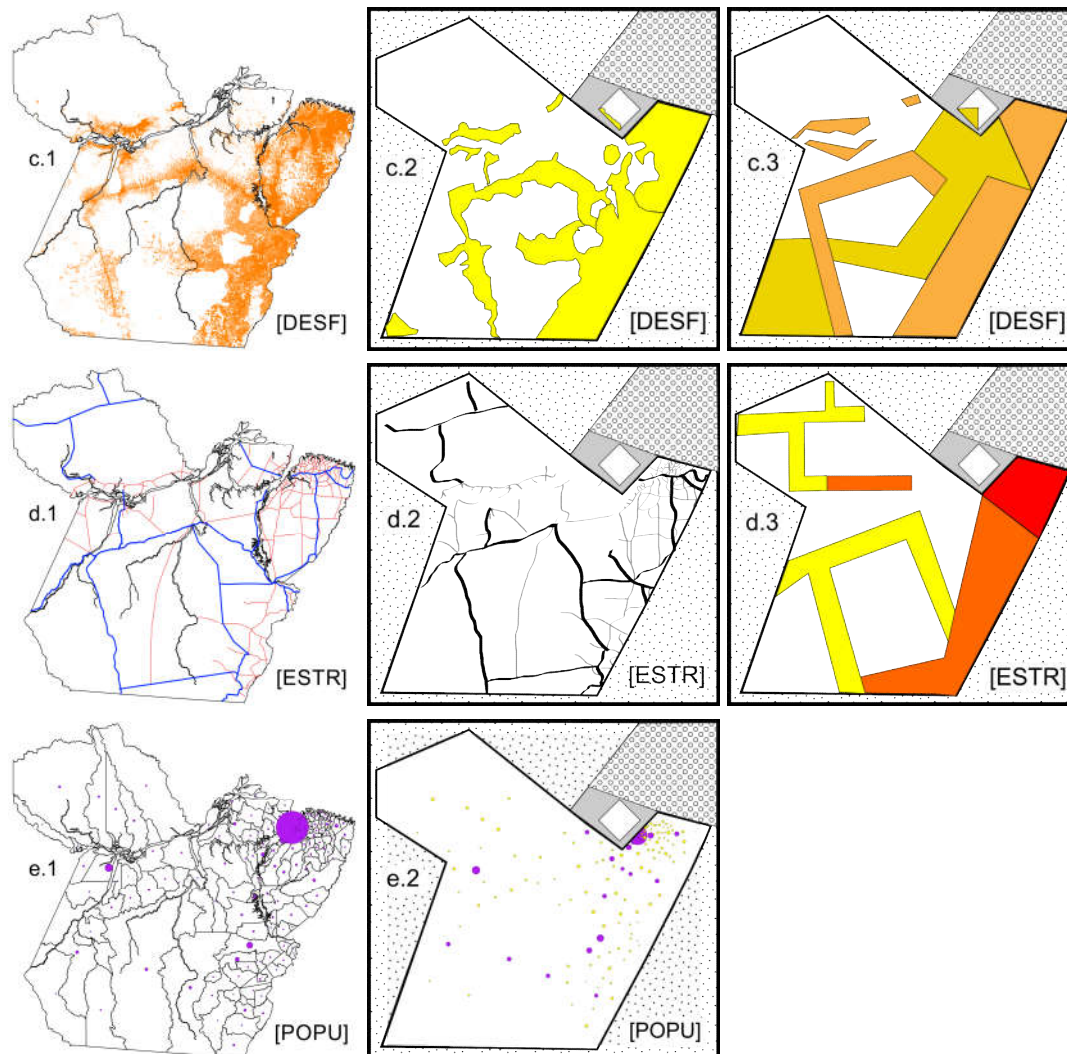 c.1
[DESF]
c.2
[DESF]
c.3
[DESF]
d.1
[ESTR]
d.2
[ESTR]
d.3
[ESTR]
e.1
[POPU]
e.2
[POPU]